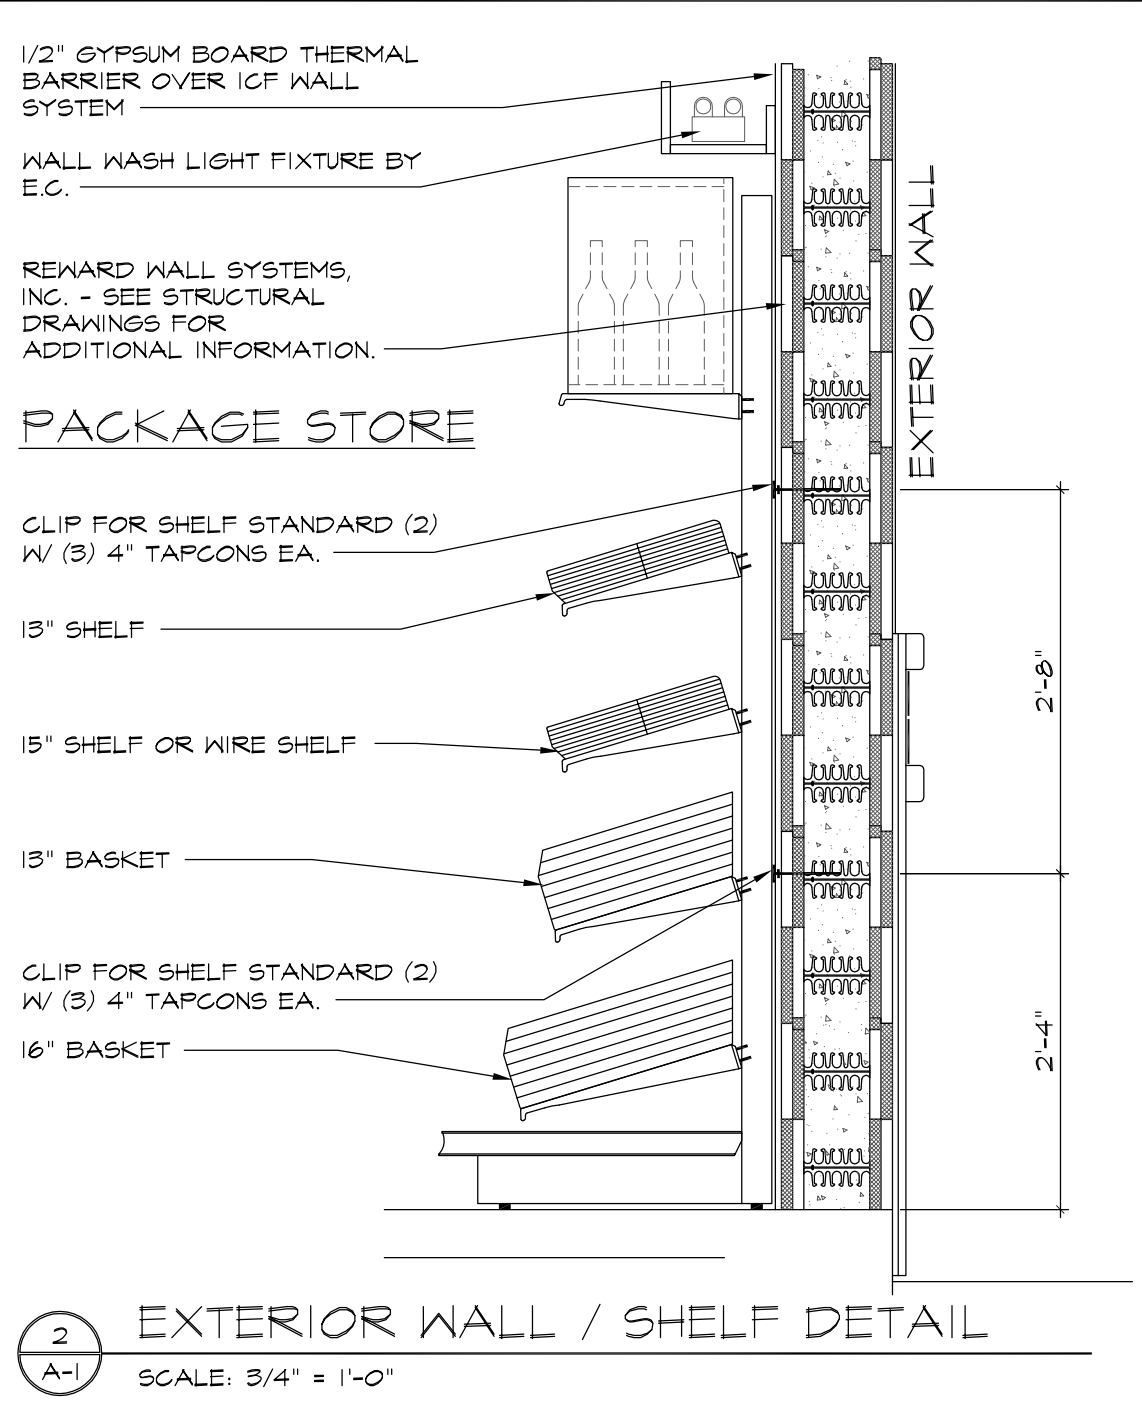 1/2" GYPSUM BOARD THERMAL
BARRIER OVER ICF WALL
SYSTEM
WALL WASH LIGHT FIXTURE BY
E.C.
REWARD WALL SYSTEMS,
INC. - SEE STRUCTURAL
DRAWINGS FOR
ADDITIONAL INFORMATION.
EXTERIOR WALL
PACKAGE STORE
CLIP FOR SHELF STANDARD (2)
W/ (3) 4" TAPCONS EA.
13" SHELF
2'-8"
15" SHELF OR WIRE SHELF
13" BASKET
CLIP FOR SHELF STANDARD (2)
W/ (3) 4" TAPCONS EA.
2'-4"
16" BASKET
2
A-1
EXTERIOR WALL / SHELF DETAIL
SCALE: 3/4" = 1'-0"